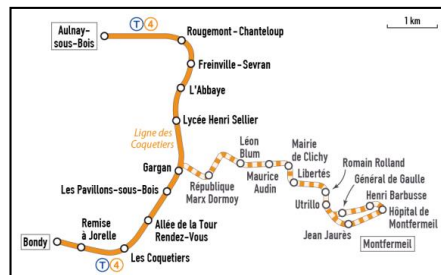 Aulnay-
sous-Bois
T 4
1 km
Rougemont - Chanteloup
Freinville - Sevran
L'Abbaye
Lycée Henri Sellier
Ligne des
Coquetiers
Gargan
Les Pavillons-sous-Bois
Allée de la Tour
Rendez-Vous
Remise
à Jorelle
Bondy
Les Coquetiers
T 4
République
Marx Dormoy
Léon
Blum
Maurice
Audin
Mairie
de Clichy
Libertés
Romain Rolland
Général de Gaulle
Utrillo
Henri Barbusse
Hôpital de
Montfermeil
Jean Jaurès
Montfermeil